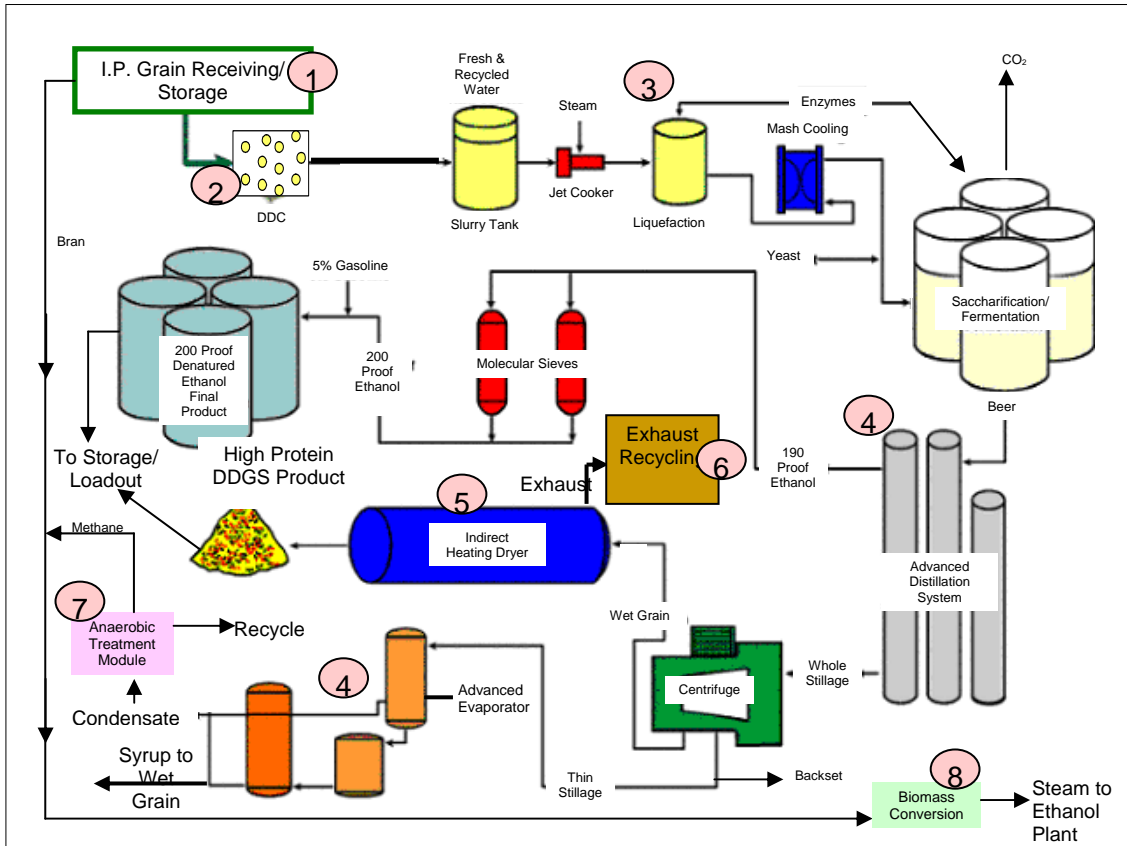 I.P. Grain Receiving/
Storage
1
2
DDC
Fresh &
Recycled
Water
Slurry Tank
Steam
Jet Cooker
3
Liquefaction
Enzymes
Mash Cooling
CO₂
Yeast
Saccharification/
Fermentation
Bran
5% Gasoline
200 Proof
Denatured
Ethanol
Final
Product
200
Proof
Ethanol
Molecular Sieves
Beer
4
190
Proof
Ethanol
Advanced
Distillation
System
To Storage/
Loadout
High Protein
DDGS Product
Exhaust
Recycling
6
Exhaust
5
Indirect
Heating Dryer
Methane
7
Anaerobic
Treatment
Module
Recycle
Wet Grain
Centrifuge
Whole
Stillage
4
Advanced
Evaporator
Condensate
Syrup to
Wet
Grain
Thin
Stillage
Backset
8
Biomass
Conversion
Steam to
Ethanol
Plant